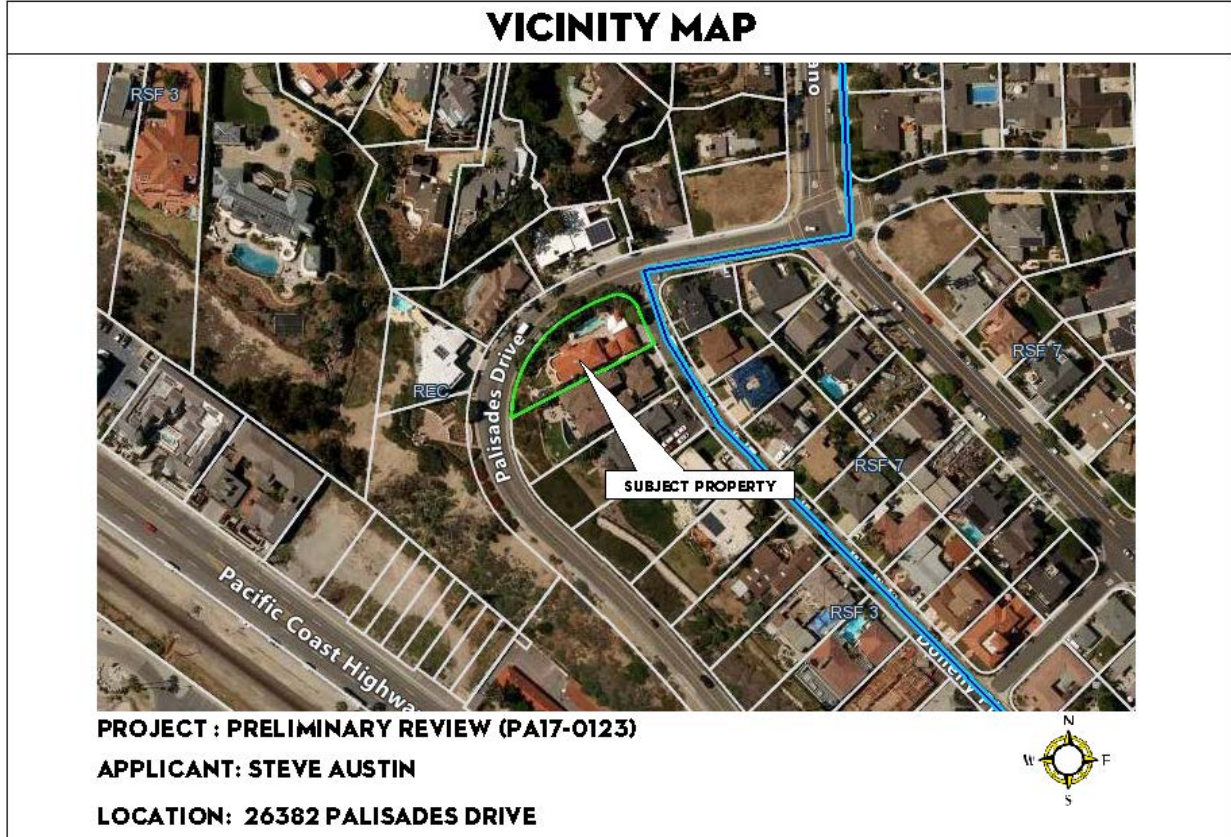 VICINITY MAP
RSF 3
ano
Palisades Drive
REC
RSF 7
RSF 7
SUBJECT PROPERTY
RSF 3
Pacific Coast Highwa
PROJECT : PRELIMINARY REVIEW (PA17-0123)
APPLICANT: STEVE AUSTIN
LOCATION: 26382 PALISADES DRIVE
N
W E
S